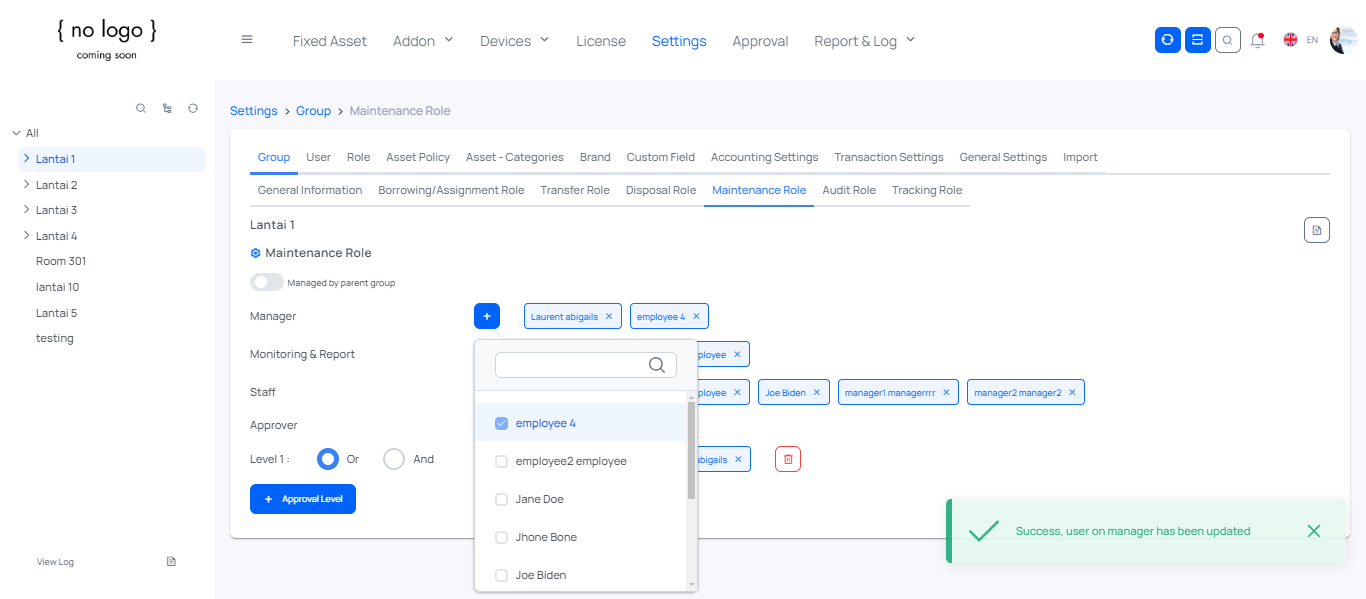 { no logo }
coming soon
Fixed Asset Addon Devices License Settings Approval Report & Log EN
All
Lantai 1
Lantai 2
Lantai 3
Lantai 4
Room 301
lantai 10
Lantai 5
testing
View Log
Settings > Group > Maintenance Role
Group User Role Asset Policy Asset - Categories Brand Custom Field Accounting Settings Transaction Settings General Settings Import
General Information Borrowing/Assignment Role Transfer Role Disposal Role Maintenance Role Audit Role Tracking Role
Lantai 1
Maintenance Role
Managed by parent group
Manager + Laurent abigails × employee 4 ×
Monitoring & Report ployee ×
Staff ployee × Joe Biden × manager1 managerrrr × manager2 manager2 ×
Approver
Level 1 : Or And abigails ×
+ Approval Level
employee 4
employee2 employee
Jane Doe
Jhone Bone
Joe Biden
Success, user on manager has been updated